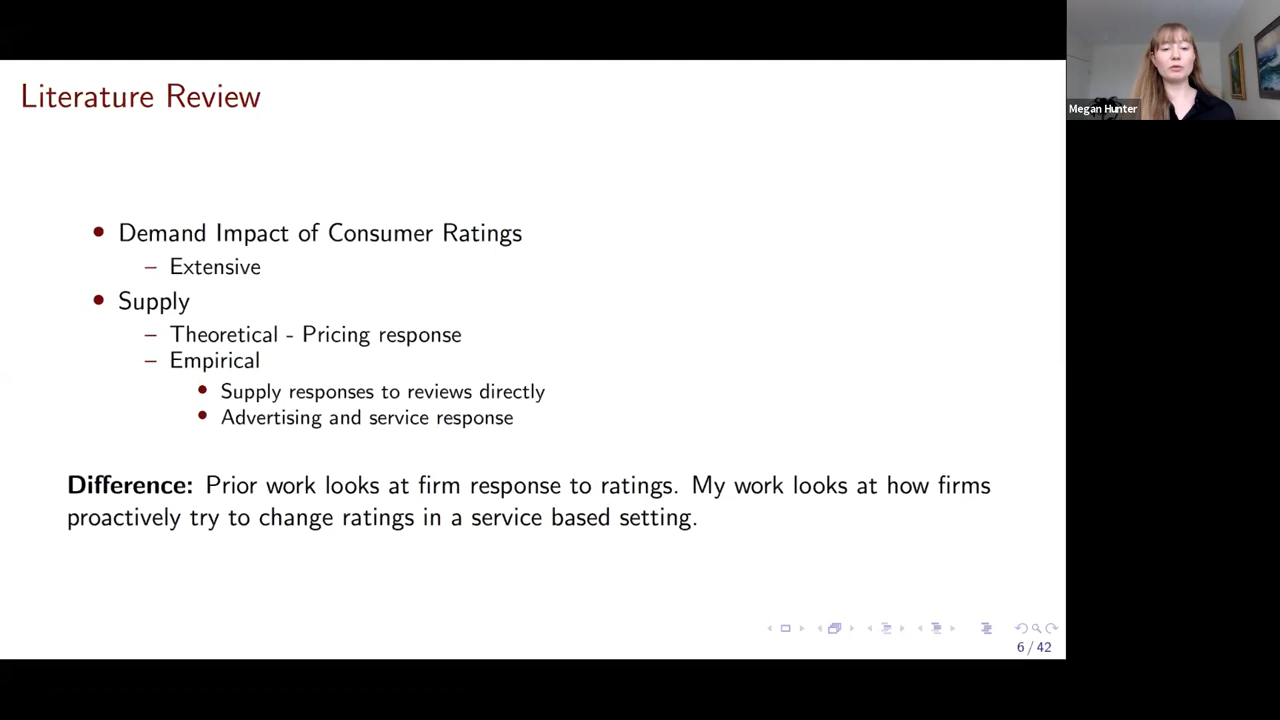 Literature Review
Megan Hunter
• Demand Impact of Consumer Ratings
– Extensive
• Supply
– Theoretical - Pricing response
– Empirical
• Supply responses to reviews directly
• Advertising and service response
Difference: Prior work looks at firm response to ratings. My work looks at how firms
proactively try to change ratings in a service based setting.
6 / 42